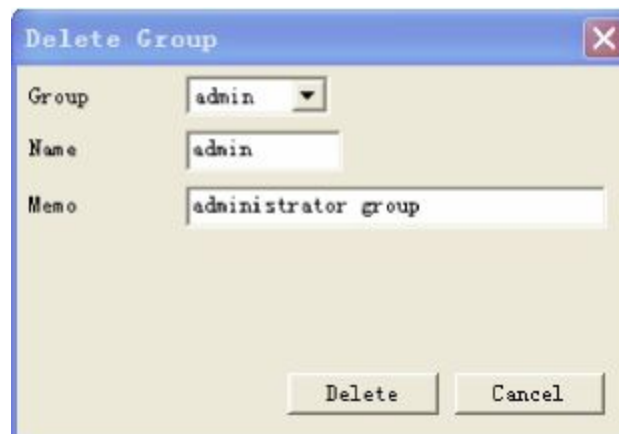 Delete Group
Group admin
Name admin
Memo administrator group
Delete Cancel